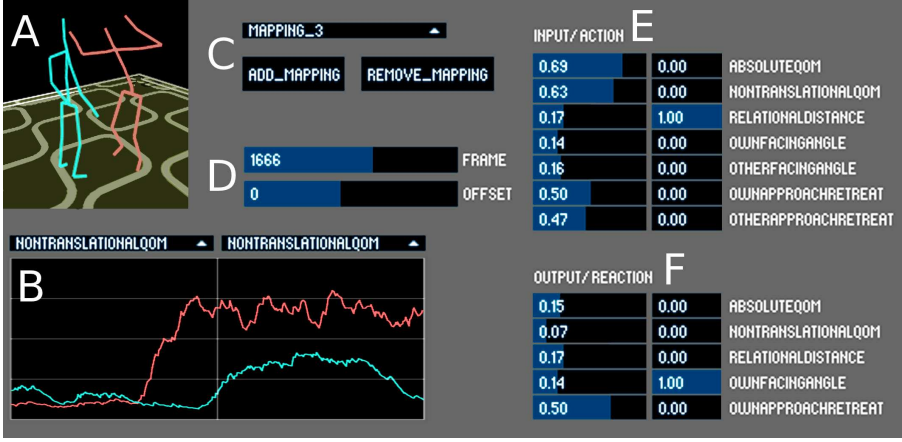 A
C
MAPPING_3
ADD_MAPPING REMOVE_MAPPING
D
1666 FRAME
0 OFFSET
NONTRANSLATIONALQOM NONTRANSLATIONALQOM
B
INPUT/ACTION E
0.69 0.00 ABSOLUTEQOM
0.63 0.00 NONTRANSLATIONALQOM
0.17 1.00 RELATIONALDISTANCE
0.14 0.00 OWNFACINGANGLE
0.16 0.00 OTHERFACINGANGLE
0.50 0.00 OWNAPPROACHRETREAT
0.47 0.00 OTHERAPPROACHRETREAT
OUTPUT/REACTION F
0.15 0.00 ABSOLUTEQOM
0.07 0.00 NONTRANSLATIONALQOM
0.17 0.00 RELATIONALDISTANCE
0.14 1.00 OWNFACINGANGLE
0.50 0.00 OWNAPPROACHRETREAT